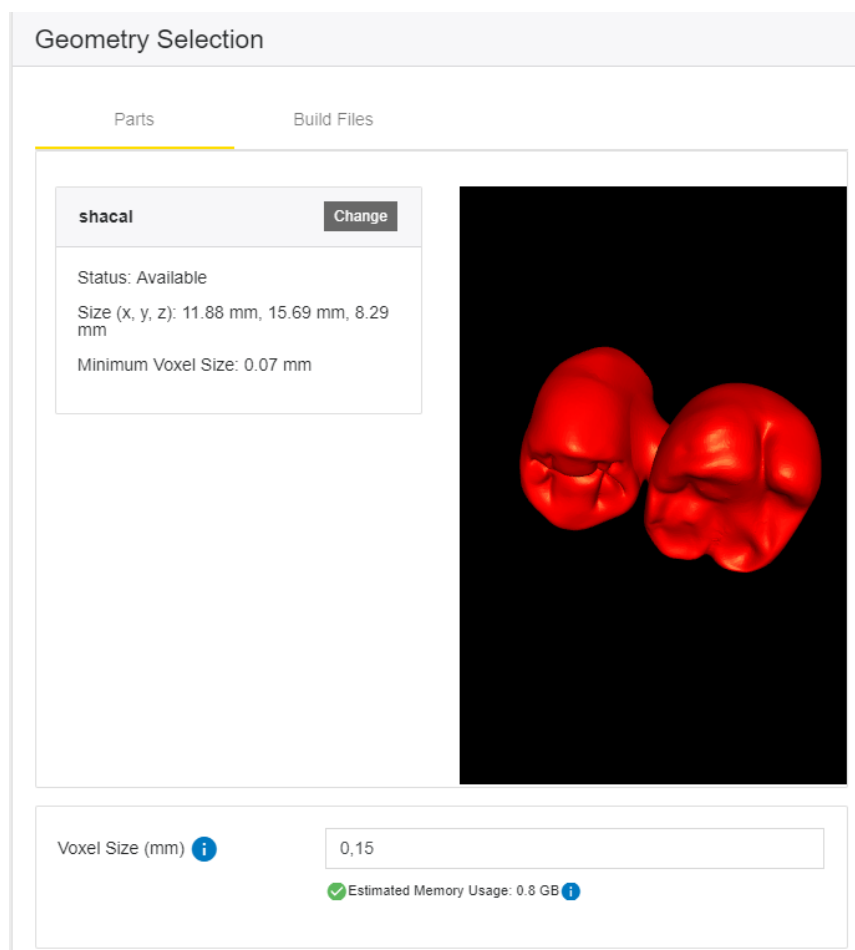 Geometry Selection
Parts
Build Files
shacal
Change
Status: Available
Size (x, y, z): 11.88 mm, 15.69 mm, 8.29
mm
Minimum Voxel Size: 0.07 mm
Voxel Size (mm)
0,15
Estimated Memory Usage: 0.8 GB